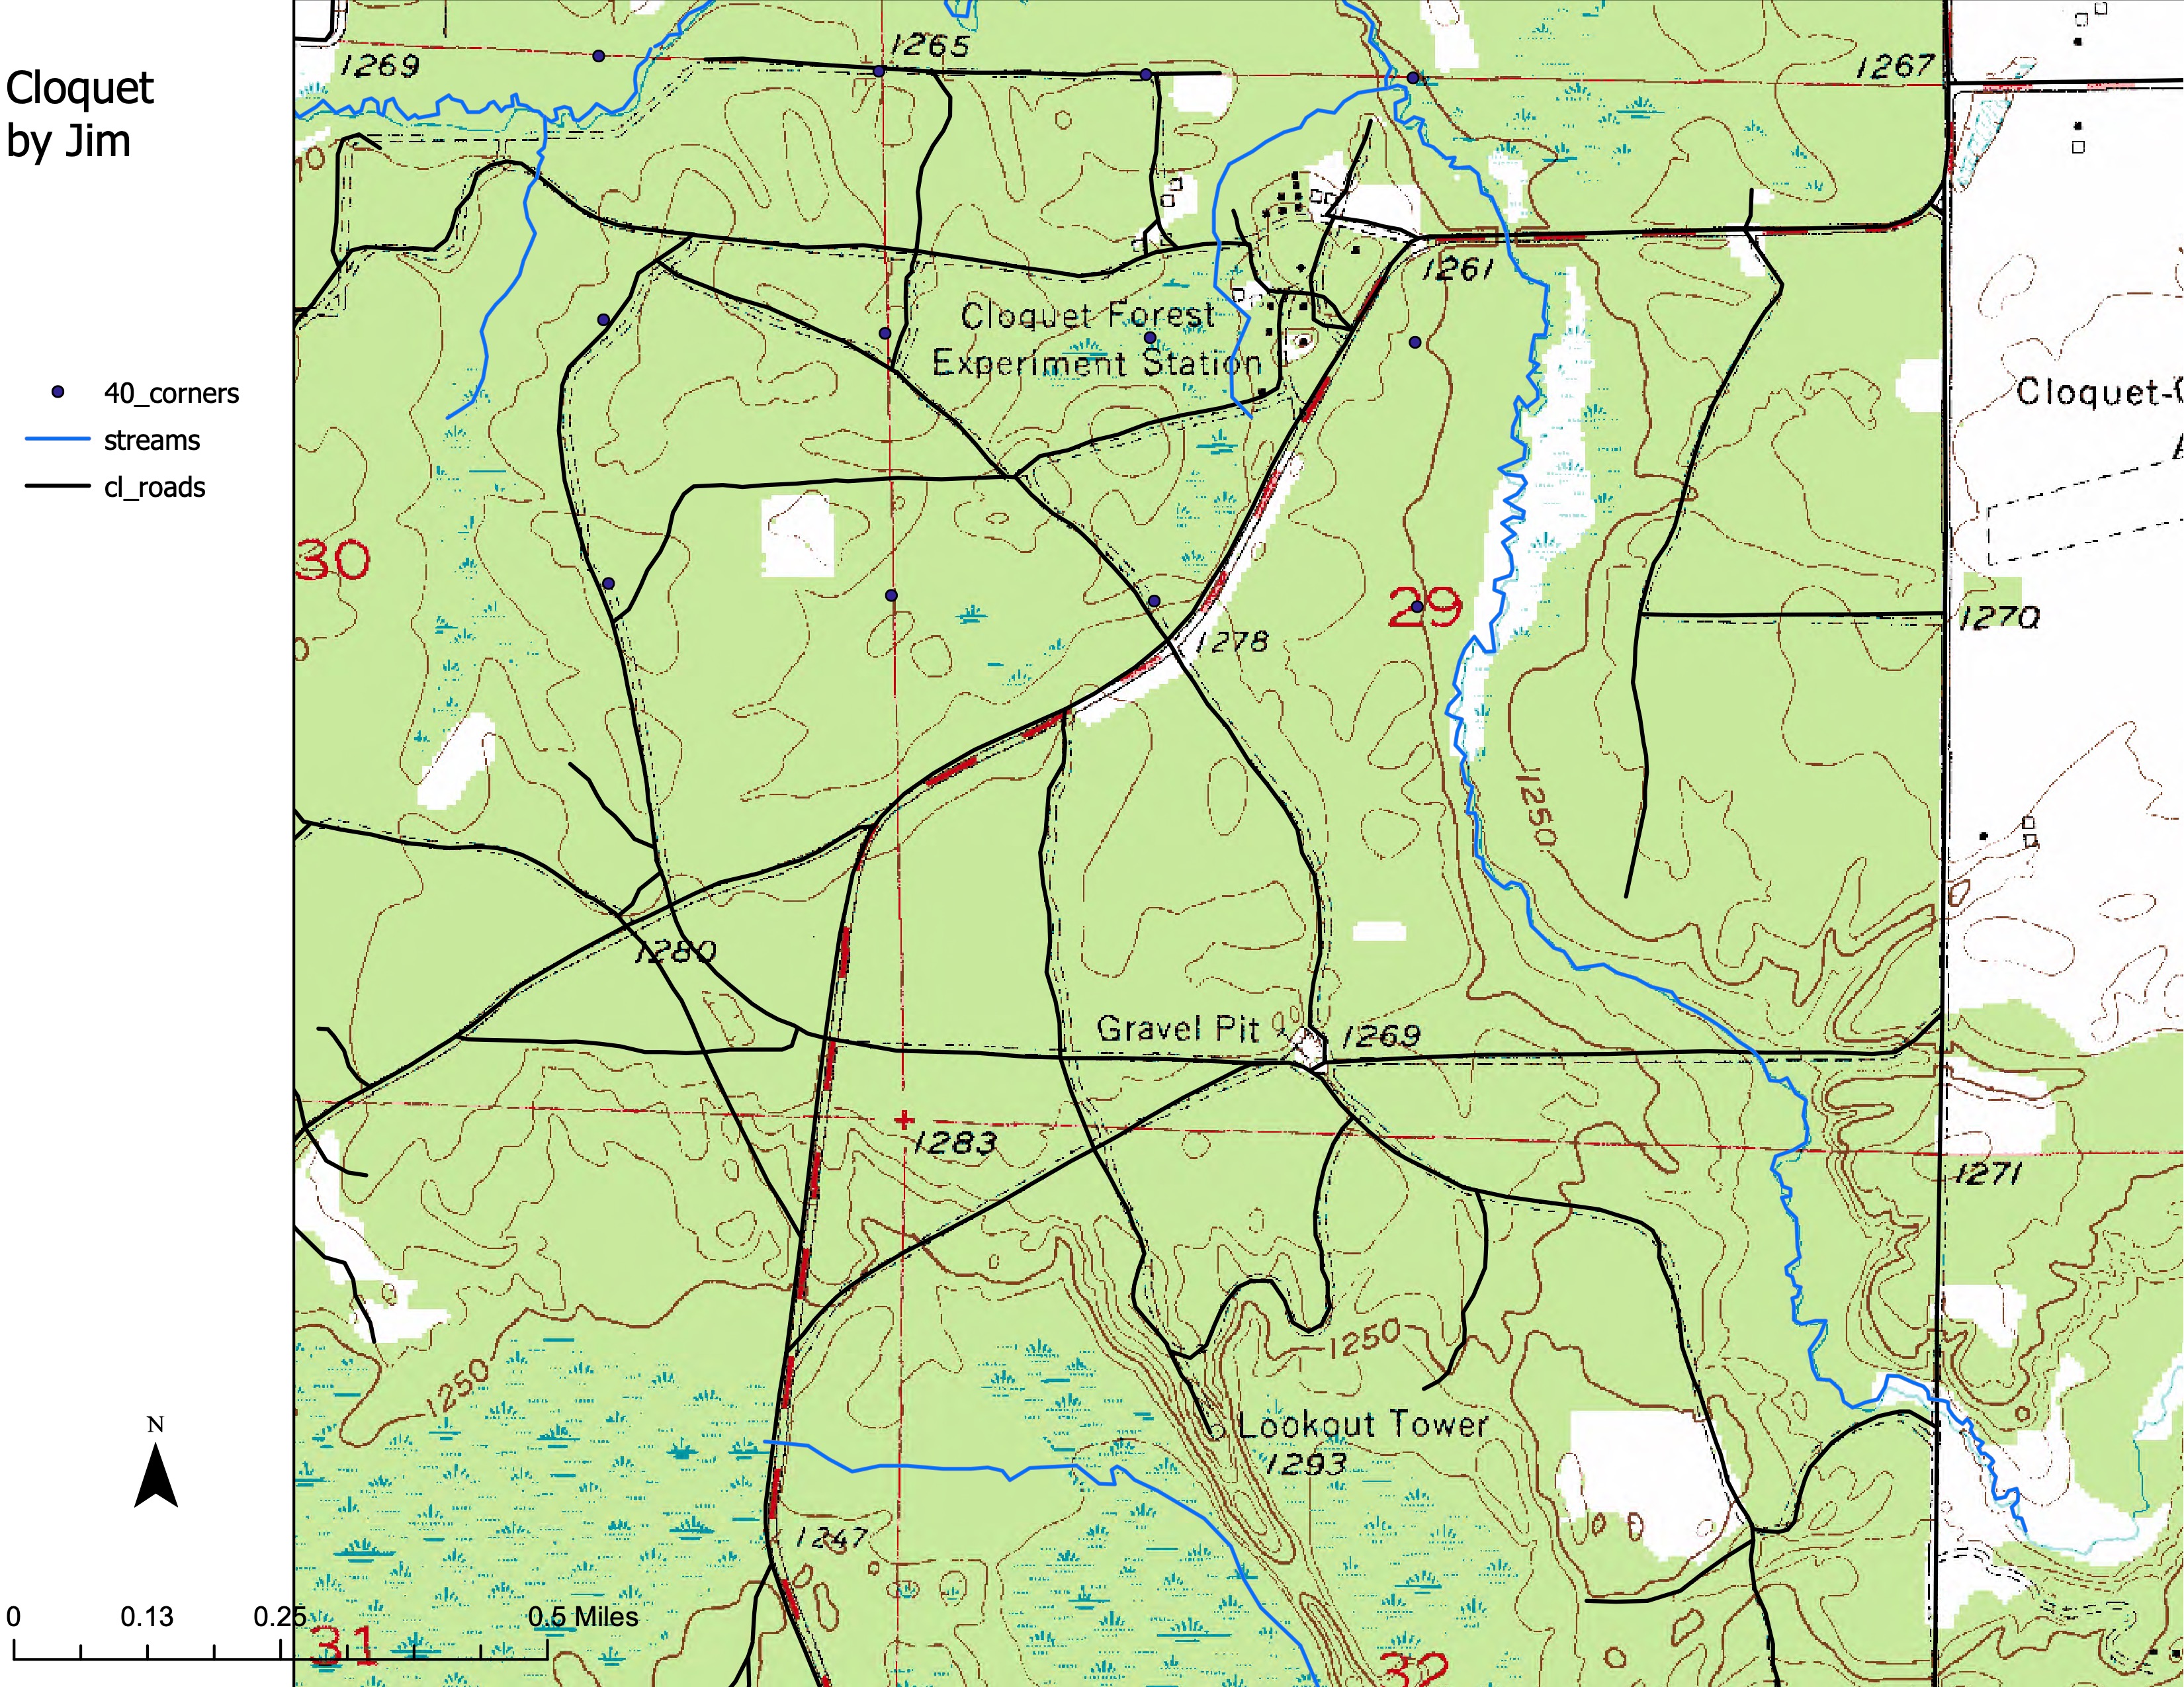 Cloquet
by Jim
40_corners
streams
cl_roads
N
0 0.13 0.25 0.5 Miles
1269
1265
1267
1261
Cloquet Forest
Experiment Station
Cloquet-
30
29
1270
1278
1250
1280
Gravel Pit
1269
1283
1271
1250
1250
Lookout Tower
1293
1247
31
32